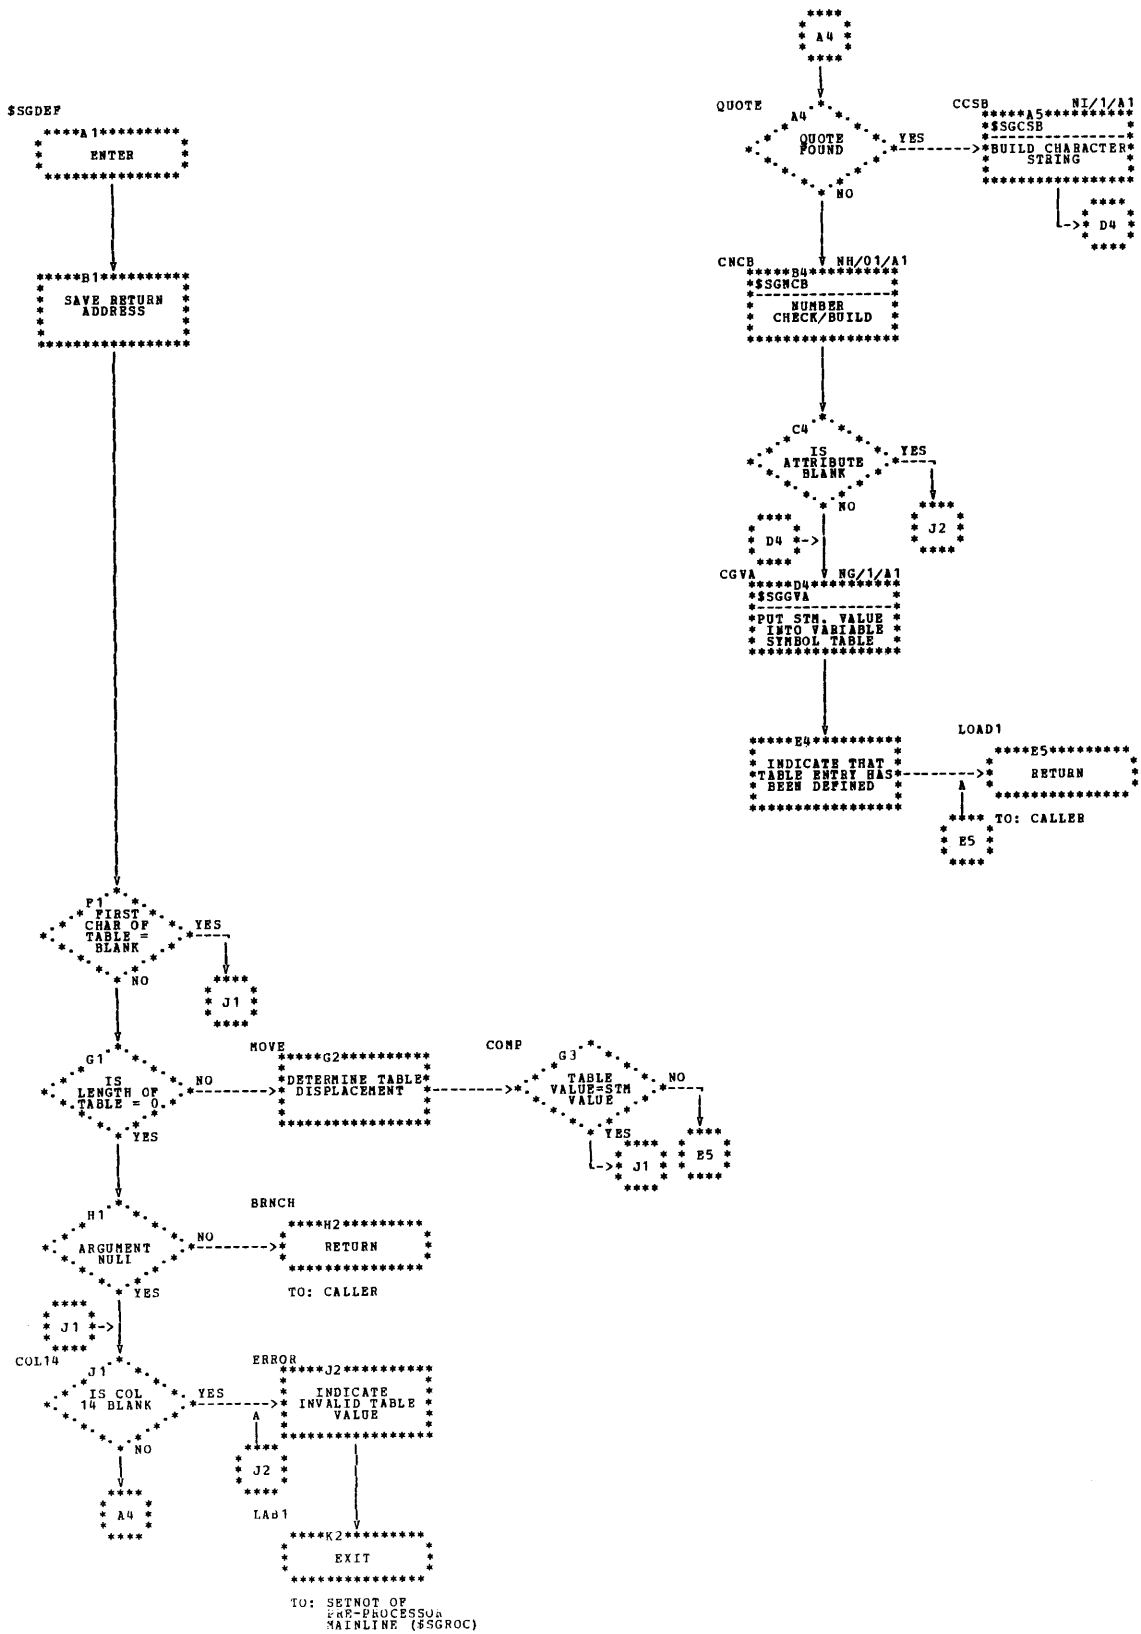 $SGDEF
A1
ENTER
B1
SAVE RETURN
ADDRESS
F1
FIRST
CHAR OF
TABLE =
BLANK
YES
J1
NO
G1
IS
LENGTH OF
TABLE = 0
NO
YES
MOVE
G2
DETERMINE TABLE
DISPLACEMENT
COMP
G3
TABLE
VALUE=STM
VALUE
NO
E5
YES
J1
H1
ARGUMENT
NULL
NO
YES
BRNCH
H2
RETURN
TO: CALLER
J1
COL14
J1
IS COL
14 BLANK
YES
NO
A4
ERROR
J2
INDICATE
INVALID TABLE
VALUE
A
J2
LAB1
K2
EXIT
TO: SETNOT OF
PRE-PROCESSOR
MAINLINE ($SGROC)
A4
QUOTE
A4
QUOTE
FOUND
YES
NO
CCSB NI/1/A1
A5
$SGCSB
BUILD CHARACTER
STRING
D4
CNCB NH/01/A1
B4
$SGNCB
NUMBER
CHECK/BUILD
C4
IS
ATTRIBUTE
BLANK
YES
J2
NO
D4
CGVA NG/1/A1
D4
$SGGVA
PUT STM. VALUE
INTO VARIABLE
SYMBOL TABLE
E4
INDICATE THAT
TABLE ENTRY HAS
BEEN DEFINED
LOAD1
E5
RETURN
A
TO: CALLER
E5